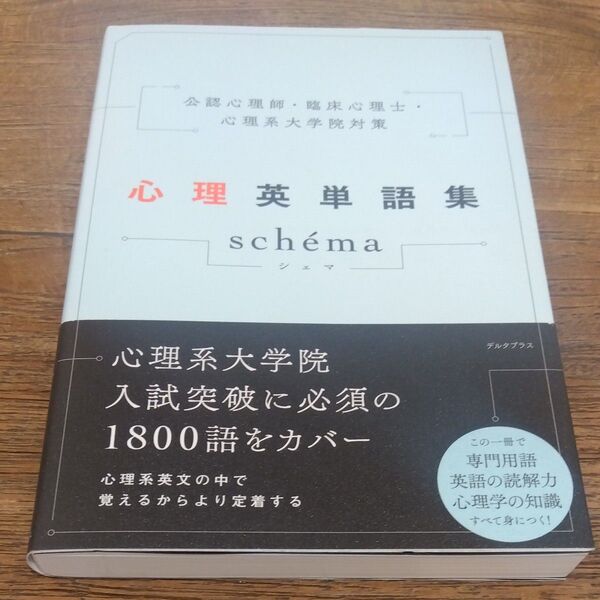 公認心理師・臨床心理士・
心理系大学院対策
心理英単語集
schéma
シェマ
デルタプラス
心理系大学院
入試突破に必須の
1800語をカバー
心理系英文の中で
覚えるからより定着する
この一冊で
専門用語
英語の読解力
心理学の知識
すべて身につく!